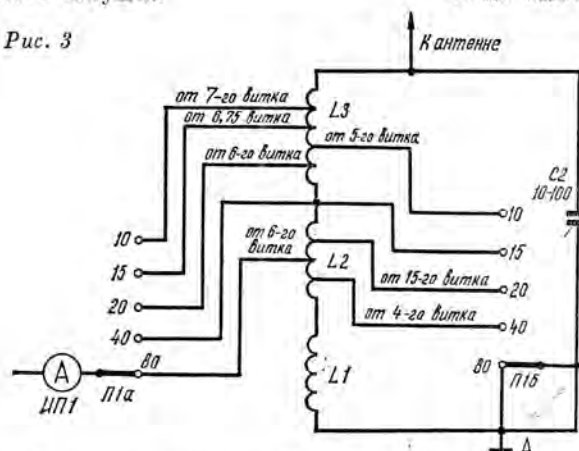 Рис. 3
К антенне
от 7-го витка
от 6,75 витка
L3
от 5-го витка
от 6-го витка
C2
10-100
10
10
от 6-го
витка
15
15
L2
20
от 15-го витка
20
от 4-го витка
40
40
80
80
A
П1а
ИП1
L1
П1б